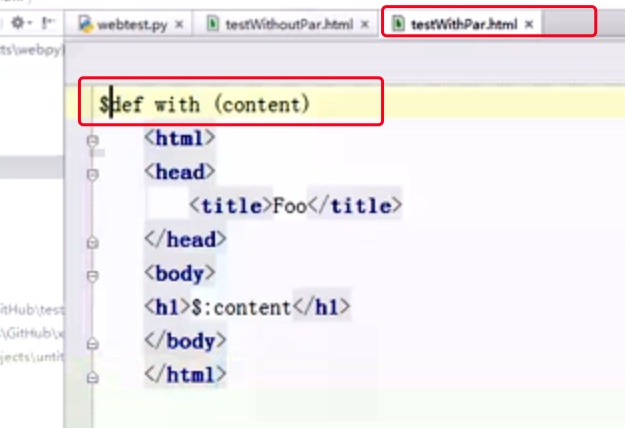 webtest.py × testWithoutPar.html × testWithPar.html ×
ts\webpy)
$def with (content)
<html>
<head>
<title>Foo</title>
</head>
<body>
<h1>$:content</h1>
</body>
</html>
itHub\test
\GitHub\
jects\untit